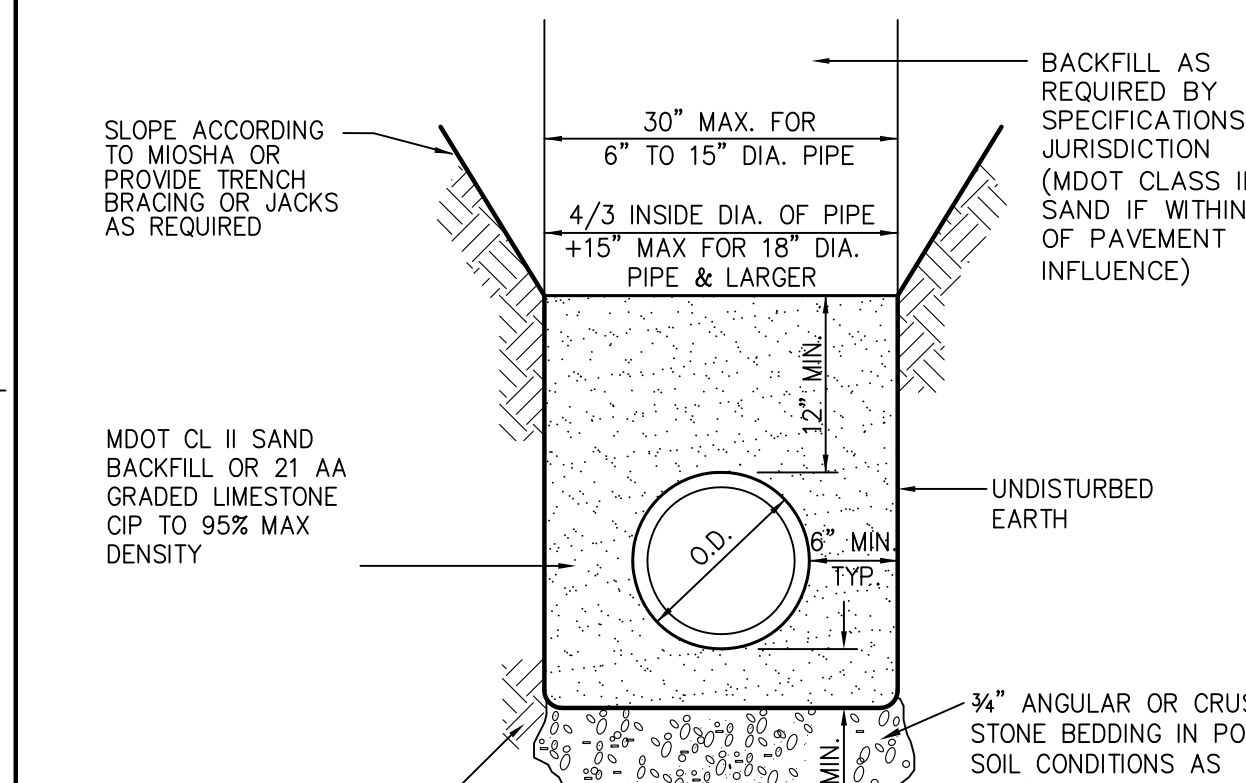 SLOPE ACCORDING
TO MIOSHA OR
PROVIDE TRENCH
BRACING OR JACKS
AS REQUIRED
30” MAX. FOR
6” TO 15” DIA. PIPE
4/3 INSIDE DIA. OF PIPE
+15” MAX FOR 18” DIA.
PIPE & LARGER
BACKFILL AS
REQUIRED BY
SPECIFICATIONS
JURISDICTION
(MDOT CLASS
SAND IF WITHIN
OF PAVEMENT
INFLUENCE)
12” MIN.
MDOT CL II SAND
BACKFILL OR 21 AA
GRADED LIMESTONE
CIP TO 95% MAX
DENSITY
O.D.
6” MIN.
TYP.
UNDISTURBED
EARTH
¾” ANGULAR OR
STONE BEDDING IN
SOIL CONDITIONS AS
MIN.